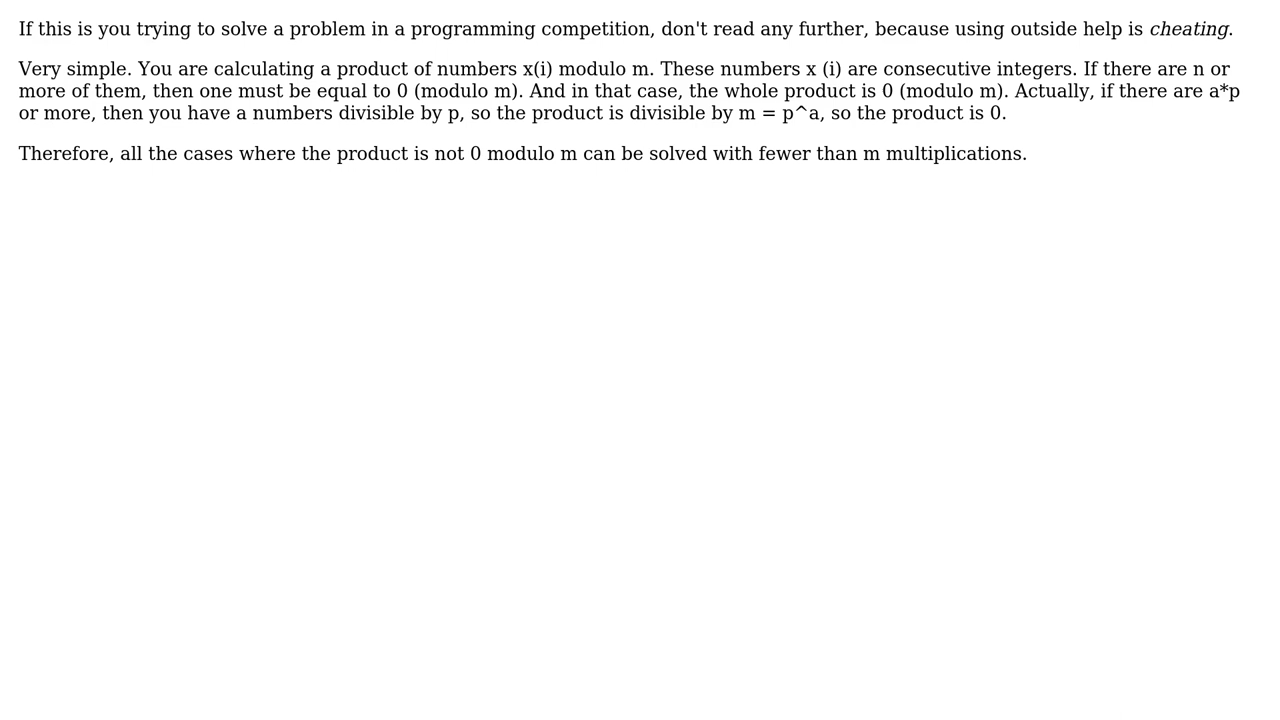 If this is you trying to solve a problem in a programming competition, don't read any further, because using outside help is cheating.
Very simple. You are calculating a product of numbers x(i) modulo m. These numbers x (i) are consecutive integers. If there are n or
more of them, then one must be equal to 0 (modulo m). And in that case, the whole product is 0 (modulo m). Actually, if there are a*p
or more, then you have a numbers divisible by p, so the product is divisible by m = p^a, so the product is 0.
Therefore, all the cases where the product is not 0 modulo m can be solved with fewer than m multiplications.